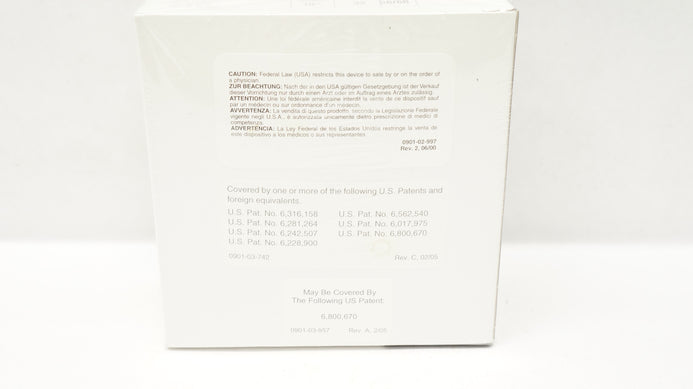 CAUTION: Federal Law (USA) restricts this device to sale by or on the order of
a physician.
ZUR BEACHTUNG: Nach der in den USA gültigen Gesetzgebung ist der Verkauf
dieser Vorrichtung nur durch einen Arzt oder im Auftrag eines Arztes zulässig.
ATTENTION: Une loi fédérale américaine interdit la vente de ce dispositif sauf
par un médecin ou sur ordonnance d'un médecin.
AVVERTENZA: La vendita di questo prodotto, secondo la Legislazione Federale
vigente negli U.S.A., è autorizzata unicamente dietro prescrizione di medici di
competenza.
ADVERTENCIA: La Ley Federal de los Estados Unidos restringe la venta de
este dispositivo a los médicos o sus representantes.
0901-02-997
Rev. 2, 06/00
Covered by one or more of the following U.S. Patents and
foreign equivalents.
U.S. Pat. No. 6,316,158 U.S. Pat. No. 6,562,540
U.S. Pat. No. 6,281,264 U.S. Pat. No. 6,017,975
U.S. Pat. No. 6,242,507 U.S. Pat. No. 6,800,670
U.S. Pat. No. 6,228,900
0901-03-742 Rev. C, 02/05
May Be Covered By
The Following US Patent:
6,800,670
0901-03-957 Rev. A, 2/05